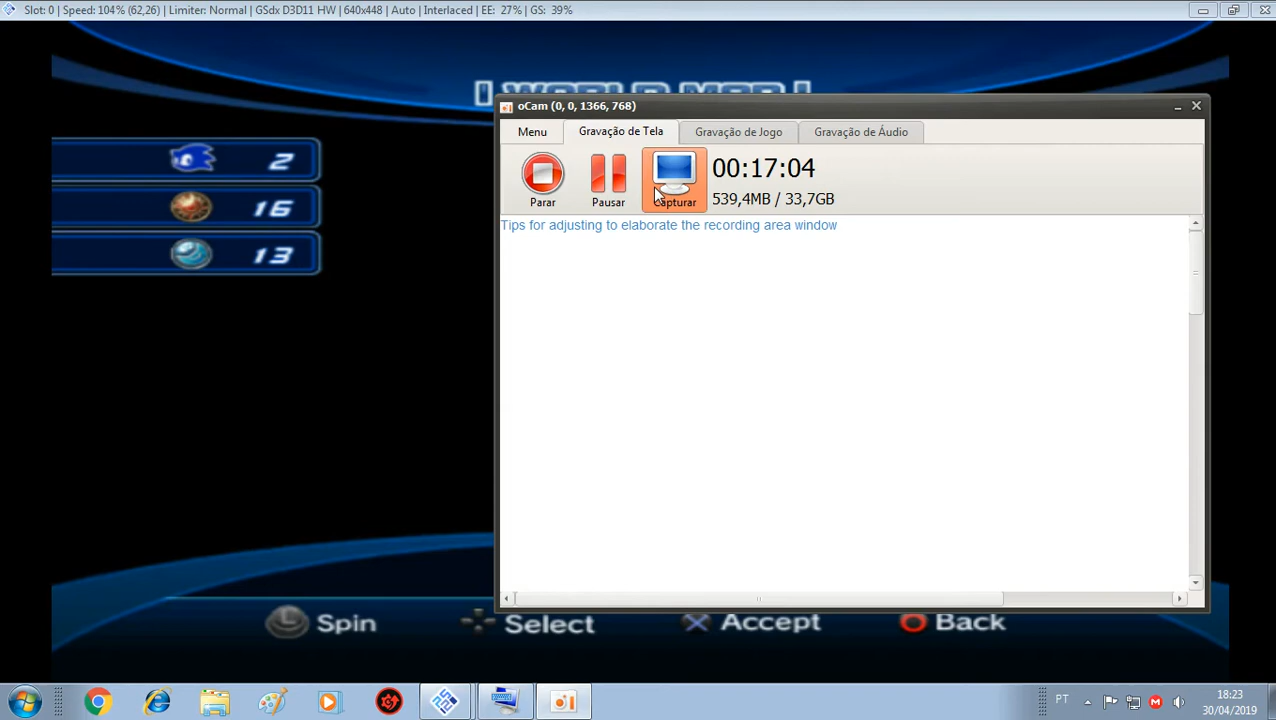 Slot: 0 | Speed: 104% (62,26) | Limiter: Normal | GSdx D3D11 HW | 640x448 | Auto | Interlaced | EE: 27% | GS: 39%
oCam (0, 0, 1366, 768)
Menu
Gravação de Tela
Gravação de Jogo
Gravação de Áudio
Parar
Pausar
Capturar
00:17:04
539,4MB / 33,7GB
Tips for adjusting to elaborate the recording area window
2
16
13
Spin
Select
Accept
Back
PT
18:23
30/04/2019